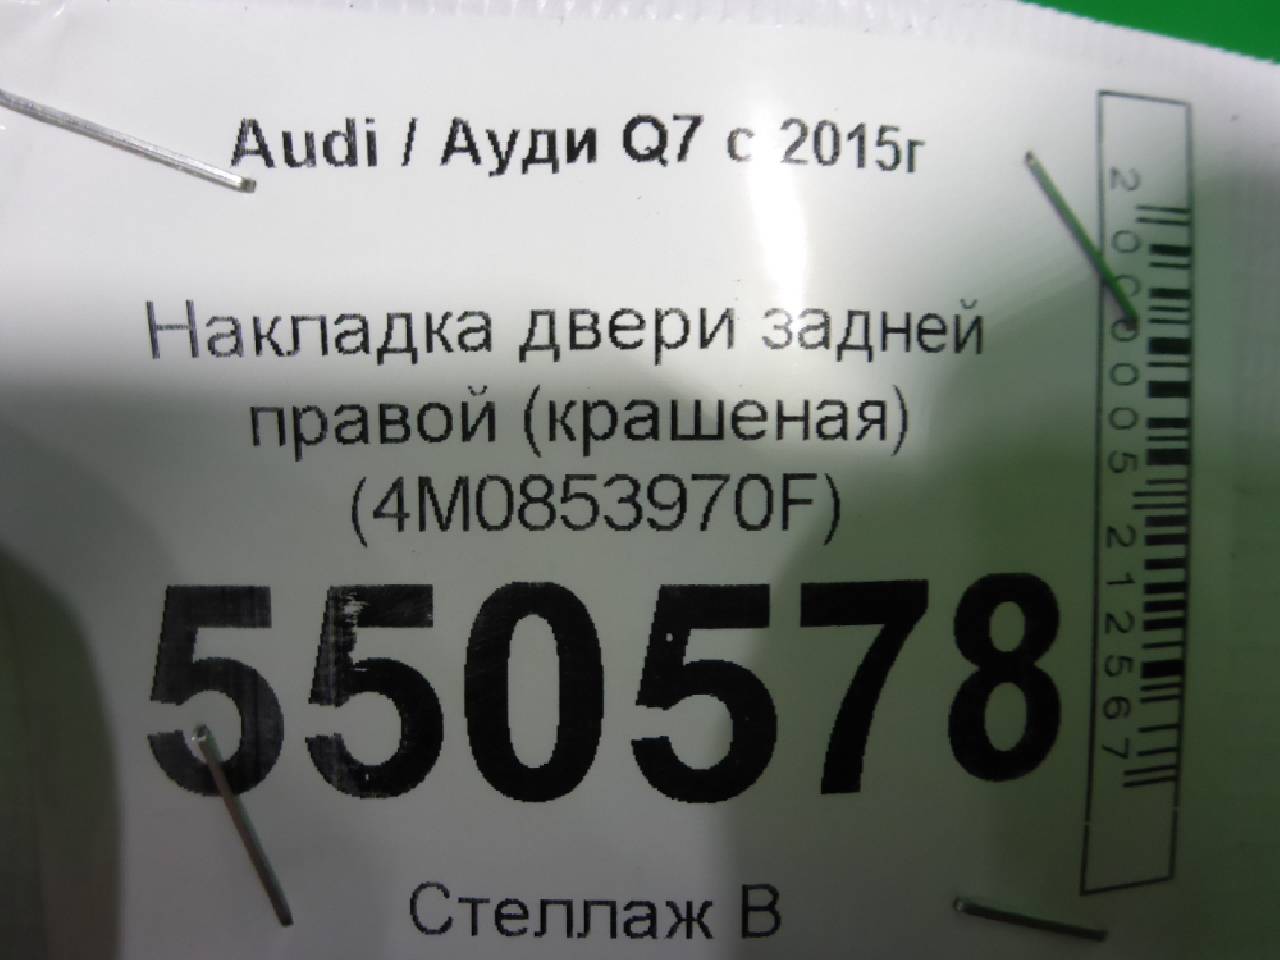 Audi / Ауди Q7 с 2015г
Накладка двери задней
правой (крашеная)
(4M0853970F)
550578
Стеллаж В
2000005212567